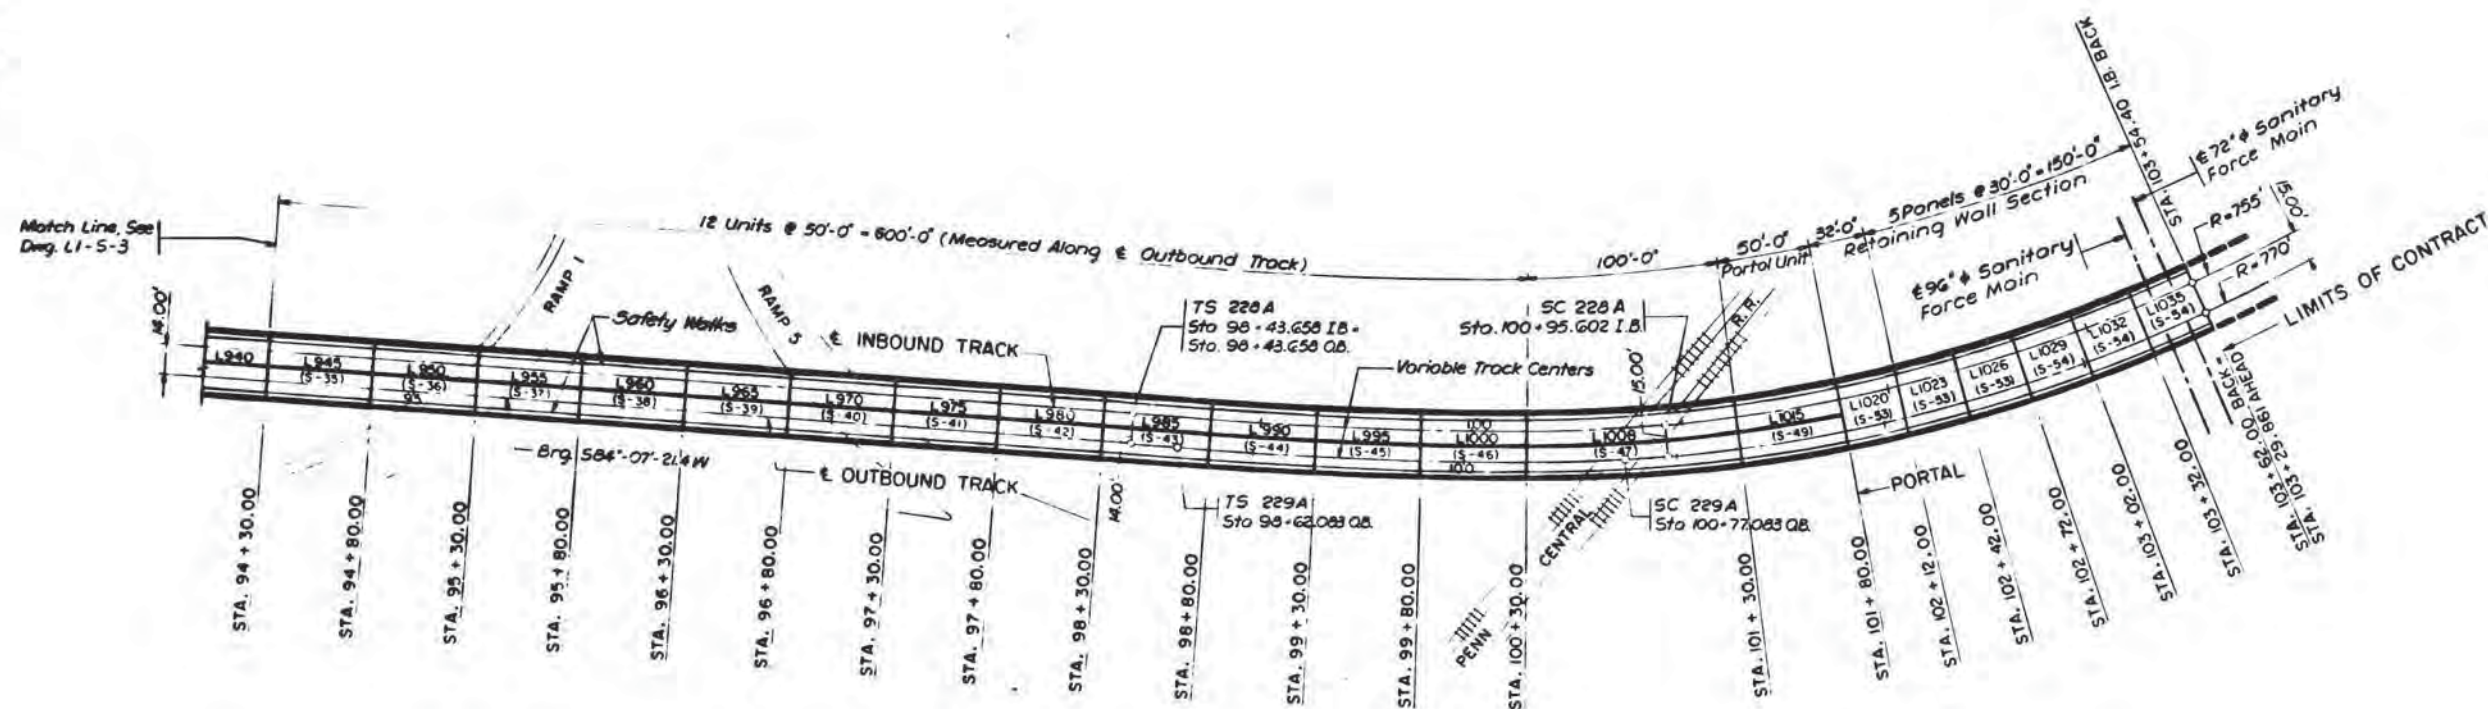 Match Line, See
Dwg. L1-S-3
14.00'
12 Units @ 50'-0" = 600'-0" (Measured Along ℄ Outbound Track)
100'-0"
50'-0"
Portal Unit
32'-0"
5 Panels @ 30'-0" = 150'-0"
Retaining Wall Section
STA. 103+54.40 I.B. BACK
℄ 72" φ Sanitary
Force Main
℄ 96" φ Sanitary
Force Main
R=755'
15.00'
R=770'
LIMITS OF CONTRACT
RAMP 1
RAMP 5
Safety Walks
℄ INBOUND TRACK
TS 228A
Sta 98+43.658 I.B.=
Sta. 98+43.658 O.B.
SC 228A
Sta. 100+95.602 I.B.
Variable Track Centers
15.00'
R.R.
L940
L945
(S-35)
L950
(S-36)
95
L955
(S-37)
L960
(S-38)
L965
(S-39)
L970
(S-40)
L975
(S-41)
L980
(S-42)
L985
(S-43)
L990
(S-44)
L995
(S-45)
100
L1000
(S-46)
100
L1008
(S-47)
L1015
(S-49)
L1020
(S-53)
L1023
(S-53)
L1026
(S-53)
L1029
(S-54)
L1032
(S-54)
L1035
(S-54)
Brg S84°-07'-21.4 W
℄ OUTBOUND TRACK
14.00'
TS 229A
Sta 98+62.083 O.B.
PENN CENTRAL
SC 229A
Sta 100+77.083 O.B.
PORTAL
STA. 94+30.00
STA. 94+80.00
STA. 95+30.00
STA. 95+80.00
STA. 96+30.00
STA. 96+80.00
STA. 97+30.00
STA. 97+80.00
STA. 98+30.00
STA. 98+80.00
STA. 99+30.00
STA. 99+80.00
STA. 100+30.00
STA. 101+30.00
STA. 101+80.00
STA. 102+12.00
STA. 102+42.00
STA. 102+72.00
STA. 103+02.00
STA. 103+32.00
STA. 103+62.00 BACK=
STA. 103+29.861 AHEAD